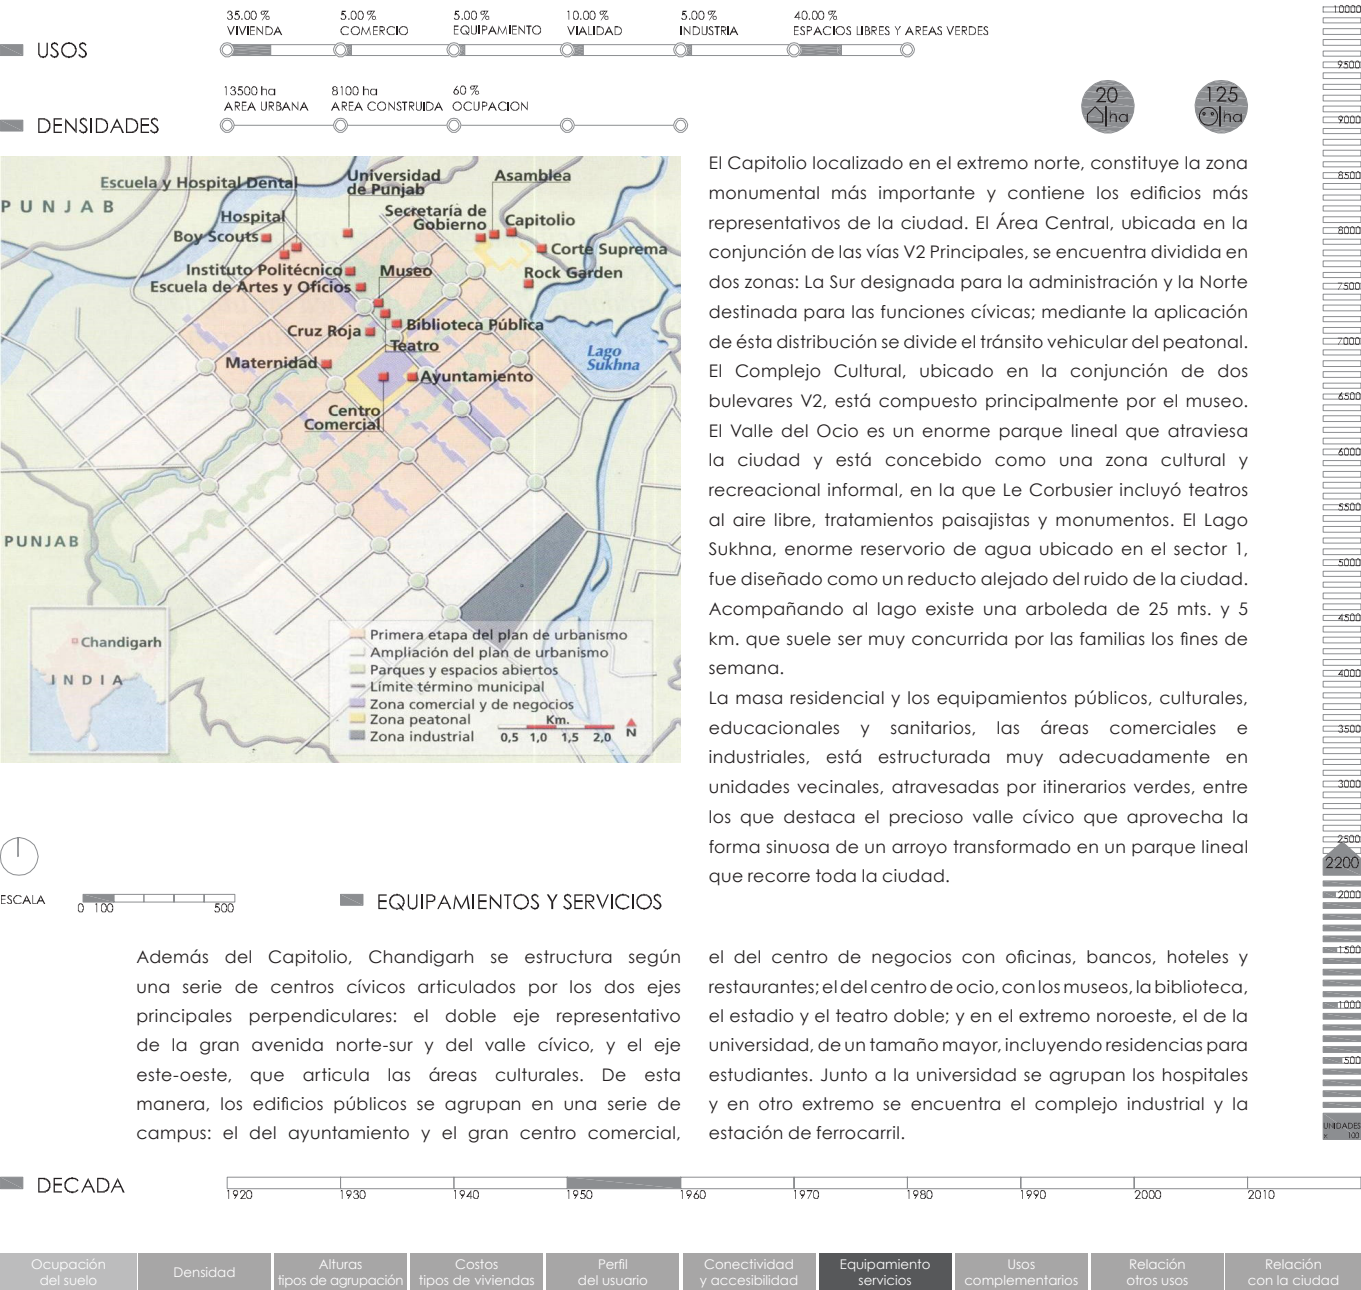 35.00 %
VIVIENDA
5.00 %
COMERCIO
5.00 %
EQUIPAMIENTO
10.00 %
VIALIDAD
5.00 %
INDUSTRIA
40.00 %
ESPACIOS LIBRES Y AREAS VERDES
USOS
13500 ha
AREA URBANA
8100 ha
AREA CONSTRUIDA
60 %
OCUPACION
DENSIDADES
20
ha
125
ha
PUNJAB
Escuela y Hospital Dental
Universidad
de Punjab
Asamblea
Hospital
Secretaría de
Gobierno
Capitolio
Boy Scouts
Corte Suprema
Instituto Politécnico
Museo
Rock Garden
Escuela de Artes y Oficios
Cruz Roja
Biblioteca Pública
Teatro
Lago
Sukhna
Maternidad
Ayuntamiento
Centro
Comercial
PUNJAB
Chandigarh
INDIA
Primera etapa del plan de urbanismo
Ampliación del plan de urbanismo
Parques y espacios abiertos
Límite término municipal
Zona comercial y de negocios
Zona peatonal
Zona industrial
Km.
0,5 1,0 1,5 2,0
N
El Capitolio localizado en el extremo norte, constituye la zona
monumental más importante y contiene los edificios más
representativos de la ciudad. El Área Central, ubicada en la
conjunción de las vías V2 Principales, se encuentra dividida en
dos zonas: La Sur designada para la administración y la Norte
destinada para las funciones cívicas; mediante la aplicación
de ésta distribución se divide el tránsito vehicular del peatonal.
El Complejo Cultural, ubicado en la conjunción de dos
bulevares V2, está compuesto principalmente por el museo.
El Valle del Ocio es un enorme parque lineal que atraviesa
la ciudad y está concebido como una zona cultural y
recreacional informal, en la que Le Corbusier incluyó teatros
al aire libre, tratamientos paisajistas y monumentos. El Lago
Sukhna, enorme reservorio de agua ubicado en el sector 1,
fue diseñado como un reducto alejado del ruido de la ciudad.
Acompañando al lago existe una arboleda de 25 mts. y 5
km. que suele ser muy concurrida por las familias los fines de
semana.
La masa residencial y los equipamientos públicos, culturales,
educacionales y sanitarios, las áreas comerciales e
industriales, está estructurada muy adecuadamente en
unidades vecinales, atravesadas por itinerarios verdes, entre
los que destaca el precioso valle cívico que aprovecha la
forma sinuosa de un arroyo transformado en un parque lineal
que recorre toda la ciudad.
ESCALA
0 100 500
EQUIPAMIENTOS Y SERVICIOS
Además del Capitolio, Chandigarh se estructura según
una serie de centros cívicos articulados por los dos ejes
principales perpendiculares: el doble eje representativo
de la gran avenida norte-sur y del valle cívico, y el eje
este-oeste, que articula las áreas culturales. De esta
manera, los edificios públicos se agrupan en una serie de
campus: el del ayuntamiento y el gran centro comercial,
el del centro de negocios con oficinas, bancos, hoteles y
restaurantes; el del centro de ocio, con los museos, la biblioteca,
el estadio y el teatro doble; y en el extremo noroeste, el de la
universidad, de un tamaño mayor, incluyendo residencias para
estudiantes. Junto a la universidad se agrupan los hospitales
y en otro extremo se encuentra el complejo industrial y la
estación de ferrocarril.
10000
9500
9000
8500
8000
7500
7000
6500
6000
5500
5000
4500
4000
3500
3000
2500
2200
2000
1500
1000
500
UNIDADES
x 100
DECADA
1920 1930 1940 1950 1960 1970 1980 1990 2000 2010
Ocupación
del suelo
Densidad
Alturas
tipos de agrupación
Costos
tipos de viviendas
Perfil
del usuario
Conectividad
y accesibilidad
Equipamiento
servicios
Usos
complementarios
Relación
otros usos
Relación
con la ciudad